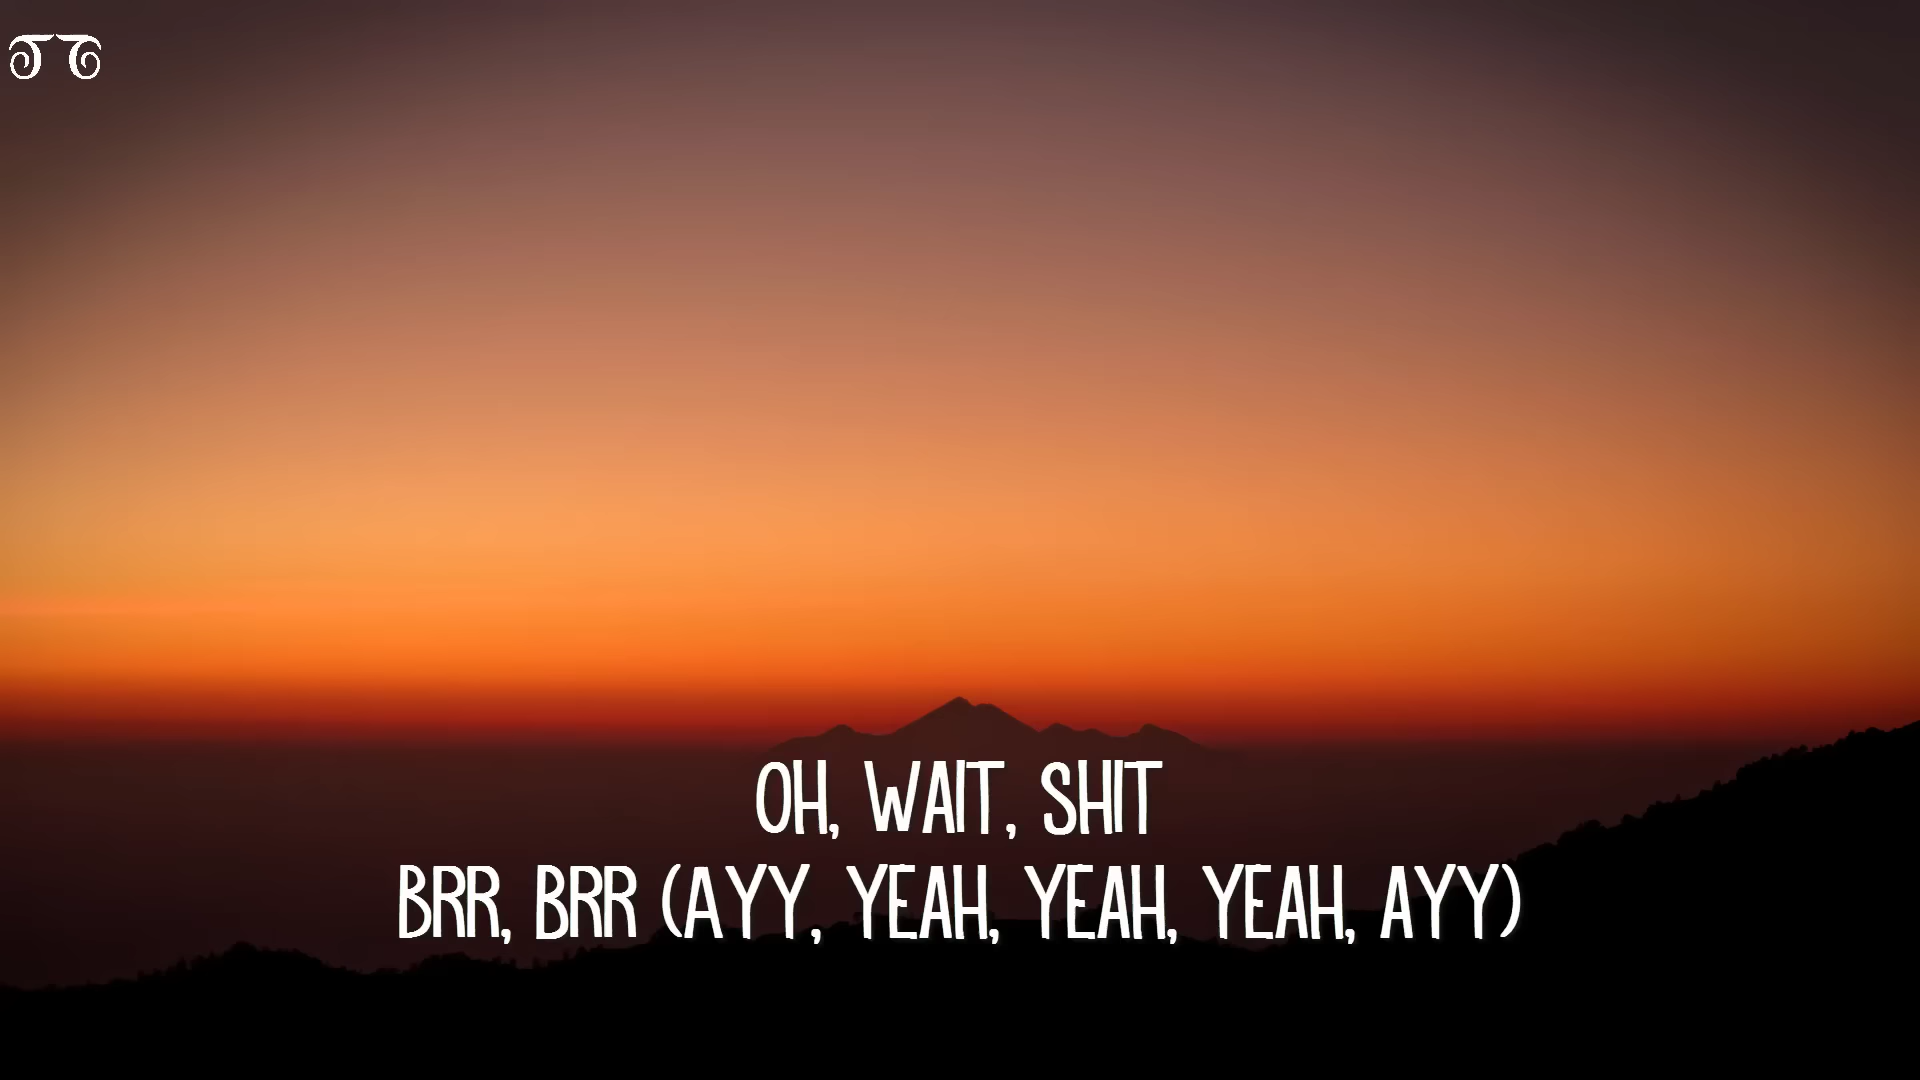 OH, WAIT, SHIT
BRR, BRR (AYY, YEAH, YEAH, YEAH, AYY)